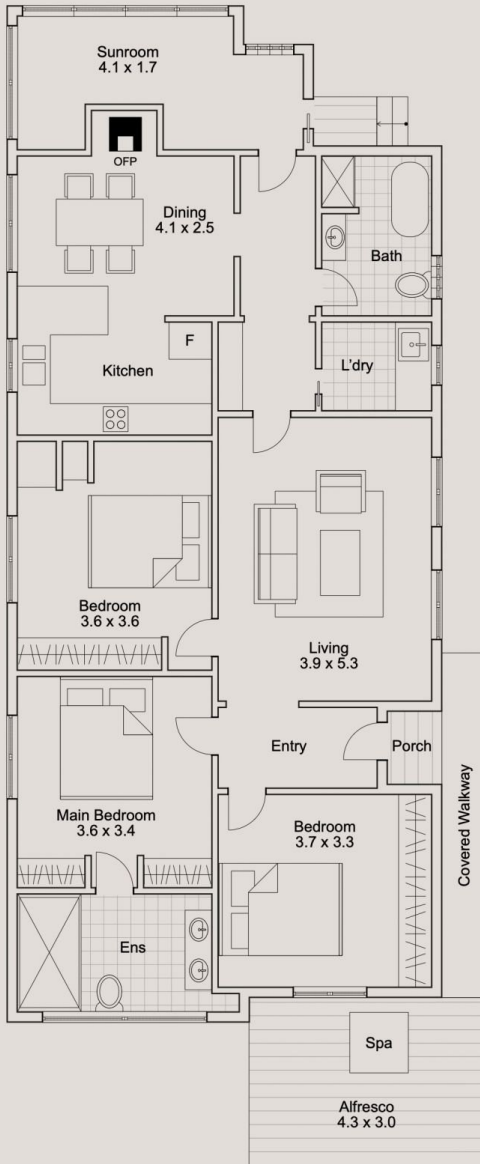 Sunroom
4.1 x 1.7
OFP
Dining
4.1 x 2.5
Bath
F
Kitchen
L'dry
Bedroom
3.6 x 3.6
Living
3.9 x 5.3
Entry
Porch
Covered Walkway
Main Bedroom
3.6 x 3.4
Bedroom
3.7 x 3.3
Ens
Spa
Alfresco
4.3 x 3.0